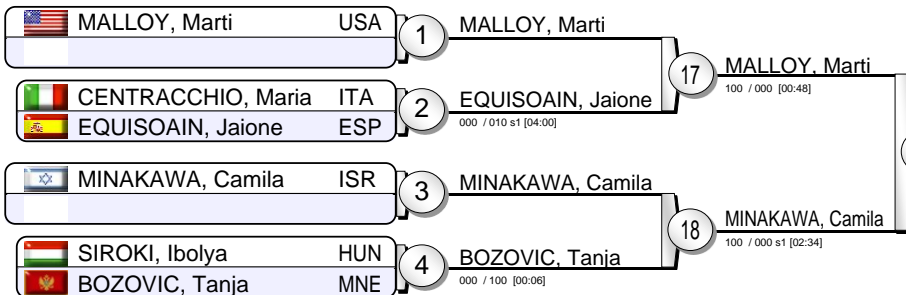 MALLOY, Marti USA
1
MALLOY, Marti
17
MALLOY, Marti
100 / 000 [00:48]
CENTRACCHIO, Maria ITA
EQUISOAIN, Jaione ESP
2
EQUISOAIN, Jaione
000 / 010 s1 [04:00]
MINAKAWA, Camila ISR
3
MINAKAWA, Camila
18
MINAKAWA, Camila
100 / 000 s1 [02:34]
SIROKI, Ibolya HUN
BOZOVIC, Tanja MNE
4
BOZOVIC, Tanja
000 / 100 [00:06]